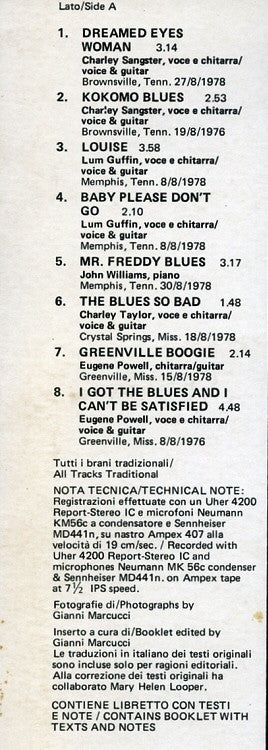 Lato/Side A
1. DREAMED EYES
WOMAN 3.14
Charley Sangster, voce e chitarra/
voice & guitar
Brownsville, Tenn. 27/8/1978
2. KOKOMO BLUES 2.53
Charley Sangster, voce e chitarra/
voice & guitar
Brownsville, Tenn. 19/8/1976
3. LOUISE 3.58
Lum Guffin, voce e chitarra/
voice & guitar
Memphis, Tenn. 8/8/1978
4. BABY PLEASE DON'T
GO 2.10
Lum Guffin, voce e chitarra/
voce & guitar
Memphis, Tenn. 8/8/1978
5. MR. FREDDY BLUES 3.17
John Williams, piano
Memphis, Tenn. 30/8/1978
6. THE BLUES SO BAD 1.48
Charley Taylor, voce e chitarra/
voice & guitar
Crystal Springs, Miss. 18/8/1978
7. GREENVILLE BOOGIE 2.14
Eugene Powell, chitarra/guitar
Greenville, Miss. 15/8/1978
8. I GOT THE BLUES AND I
CAN'T BE SATISFIED 4.48
Eugene Powell, voce e chitarra/
voice & guitar
Greenville, Miss. 8/8/1976
Tutti i brani tradizionali/
All Tracks Traditional
NOTA TECNICA/TECHNICAL NOTE:
Registrazioni effettuate con un Uher 4200
Report-Stereo IC e microfoni Neumann
KM56c a condensatore e Sennheiser
MD441n, su nastro Ampex 407 alla
velocità di 19 cm/sec. / Recorded with
Uher 4200 Report-Stereo IC and
microphones Neumann MK 56c condenser
& Sennheiser MD441n. on Ampex tape
at 7½ IPS speed.
Fotografie di/Photographs by
Gianni Marcucci
Inserto a cura di/Booklet edited by
Gianni Marcucci
Le traduzioni in italiano dei testi originali
sono incluse solo per ragioni editoriali.
Alla correzione dei testi originali ha
collaborato Mary Helen Looper.
CONTIENE LIBRETTO CON TESTI
E NOTE / CONTAINS BOOKLET WITH
TEXTS AND NOTES